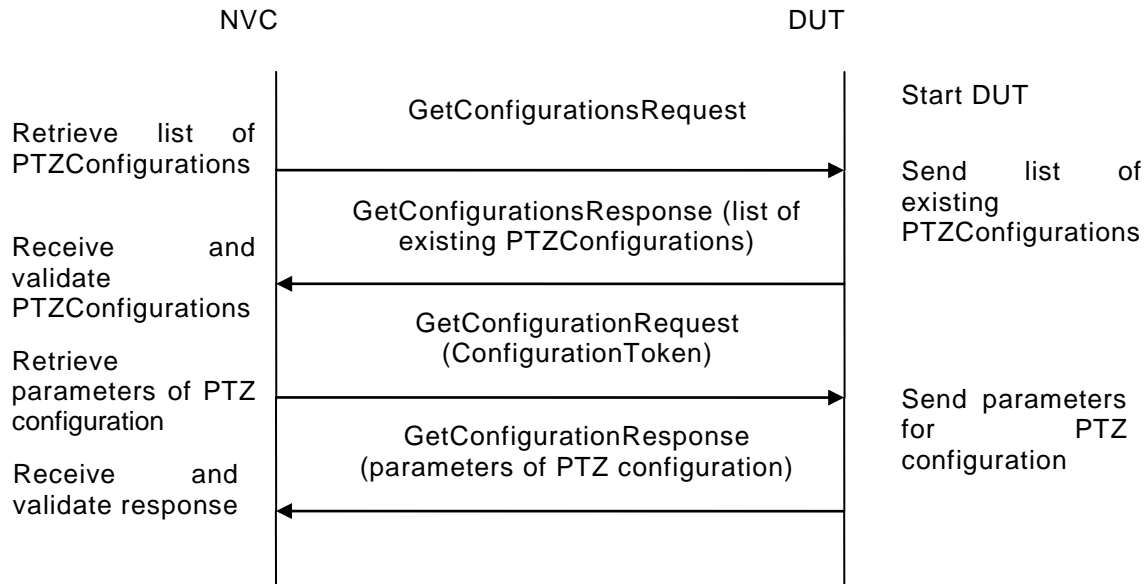 NVC
DUT
Start DUT
GetConfigurationsRequest
Retrieve list of
PTZConfigurations
Send list of
existing
PTZConfigurations
GetConfigurationsResponse (list of
existing PTZConfigurations)
Receive and
validate
PTZConfigurations
GetConfigurationRequest
(ConfigurationToken)
Retrieve
parameters of PTZ
configuration
Send parameters
for PTZ
configuration
GetConfigurationResponse
(parameters of PTZ configuration)
Receive and
validate response